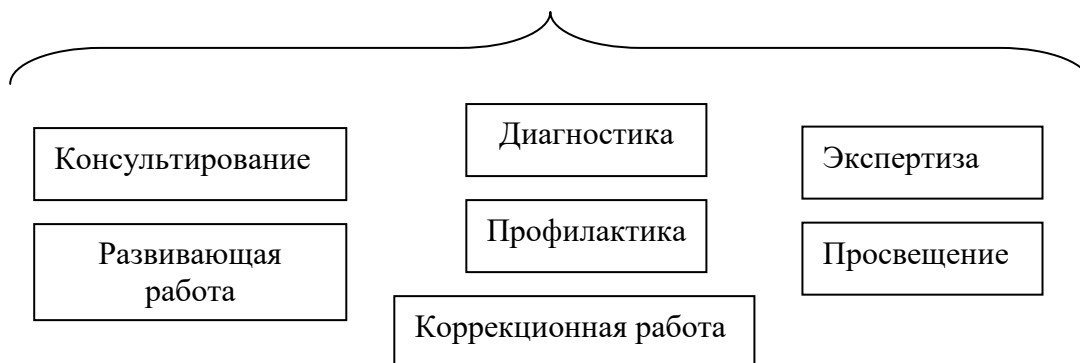 Консультирование
Диагностика
Экспертиза
Развивающая
работа
Профилактика
Просвещение
Коррекционная работа